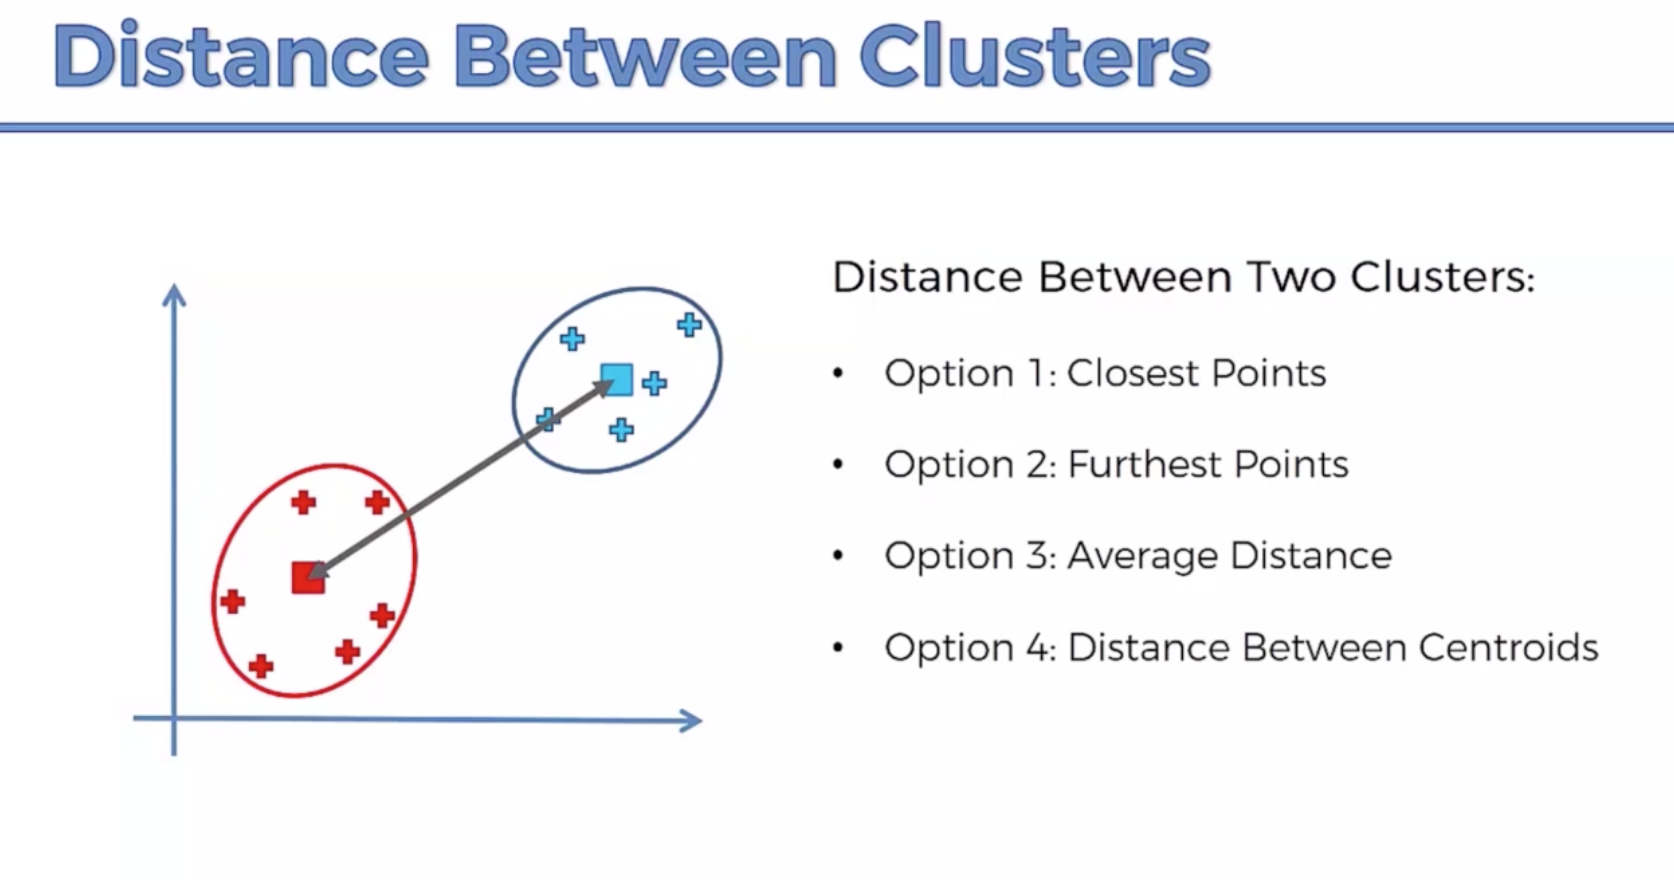 Distance Between Clusters
Distance Between Two Clusters:
• Option 1: Closest Points
• Option 2: Furthest Points
• Option 3: Average Distance
• Option 4: Distance Between Centroids